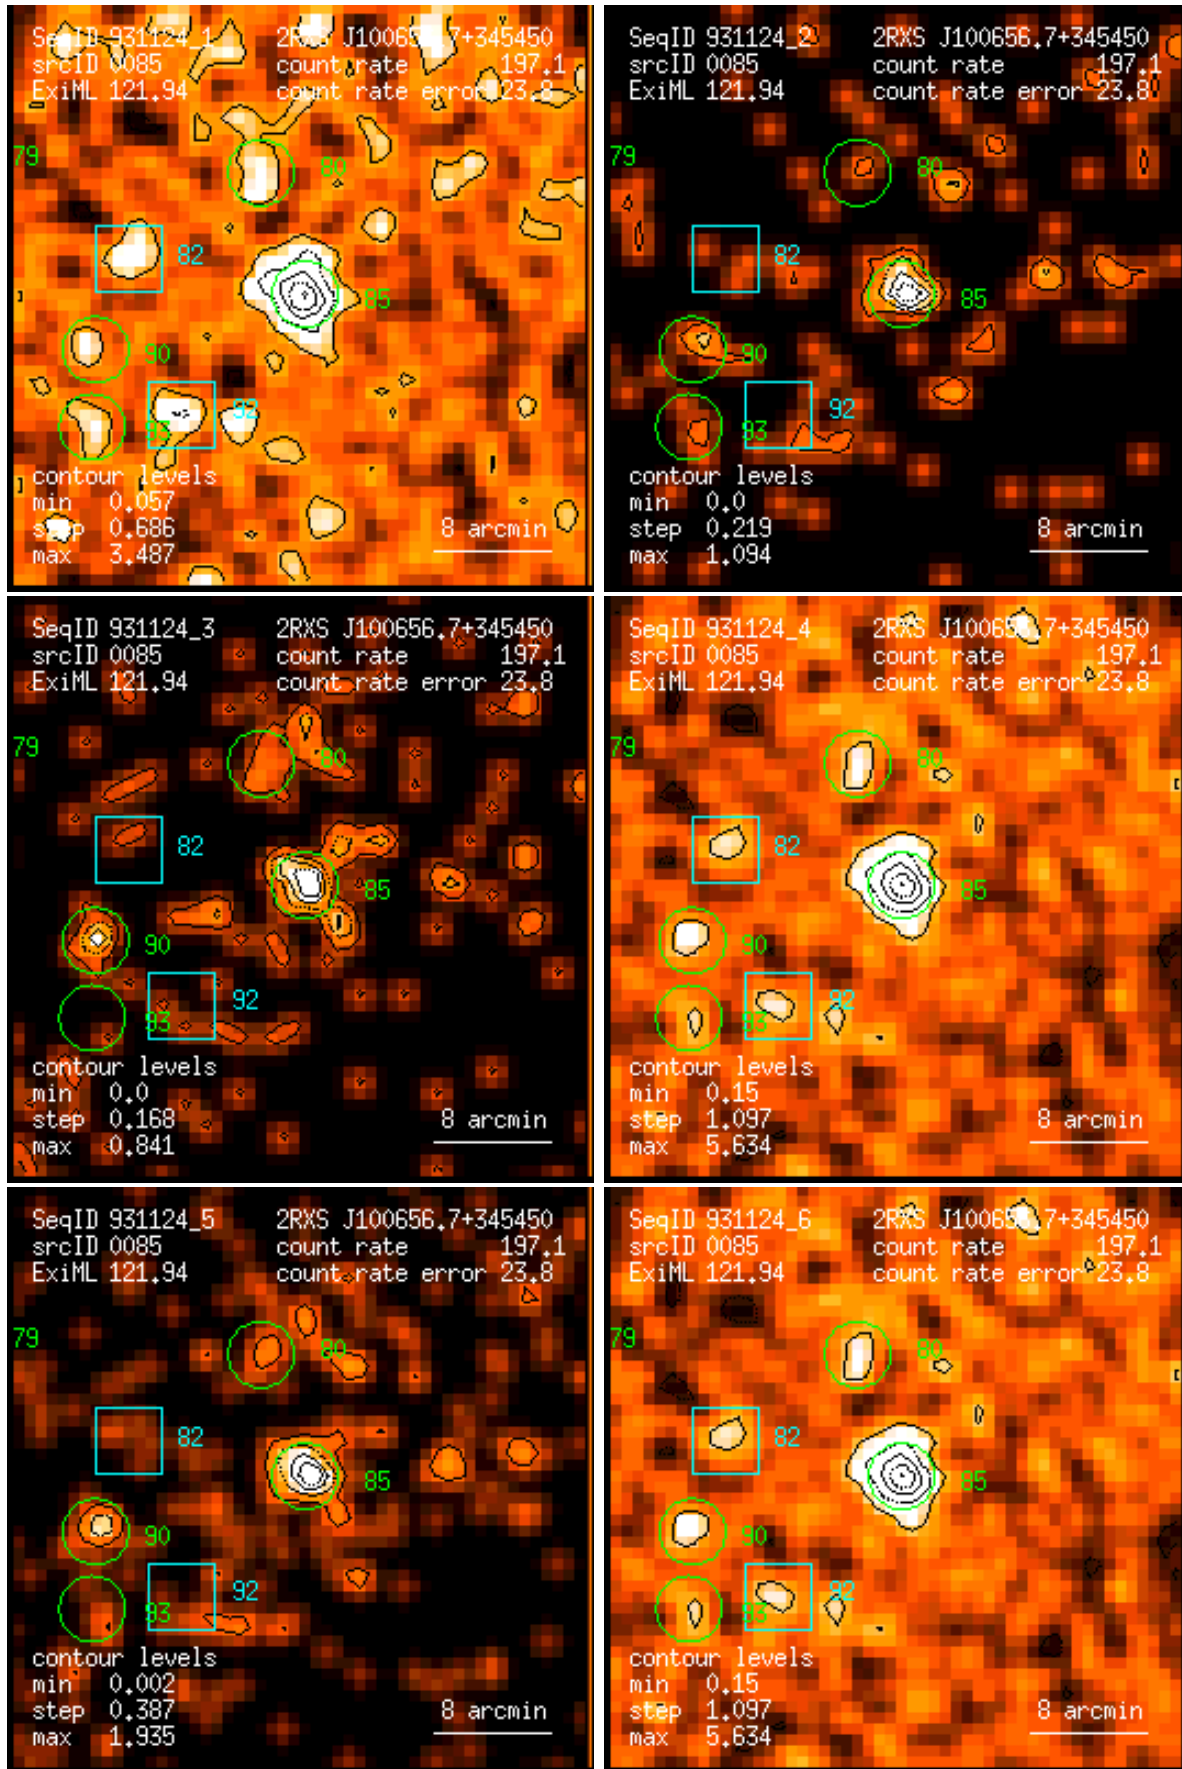 SeqID 931124_1 2RXS J100656.7+345450
srcID 0085 count rate 197.1
ExiML 121.94 count rate error 23.8
79
80
82
85
90
92
93
contour levels
min 0.057
step 0.686
max 3.487
8 arcmin
SeqID 931124_2 2RXS J100656.7+345450
srcID 0085 count rate 197.1
ExiML 121.94 count rate error 23.8
79
80
82
85
90
92
93
contour levels
min 0.0
step 0.219
max 1.094
8 arcmin
SeqID 931124_3 2RXS J100656.7+345450
srcID 0085 count rate 197.1
ExiML 121.94 count rate error 23.8
79
80
82
85
90
92
93
contour levels
min 0.0
step 0.168
max 0.841
8 arcmin
SeqID 931124_4 2RXS J100656.7+345450
srcID 0085 count rate 197.1
ExiML 121.94 count rate error 23.8
79
80
82
85
90
92
93
contour levels
min 0.15
step 1.097
max 5.634
8 arcmin
SeqID 931124_5 2RXS J100656.7+345450
srcID 0085 count rate 197.1
ExiML 121.94 count rate error 23.8
79
80
82
85
90
92
93
contour levels
min 0.002
step 0.387
max 1.935
8 arcmin
SeqID 931124_6 2RXS J100656.7+345450
srcID 0085 count rate 197.1
ExiML 121.94 count rate error 23.8
79
80
82
85
90
92
93
contour levels
min 0.15
step 1.097
max 5.634
8 arcmin